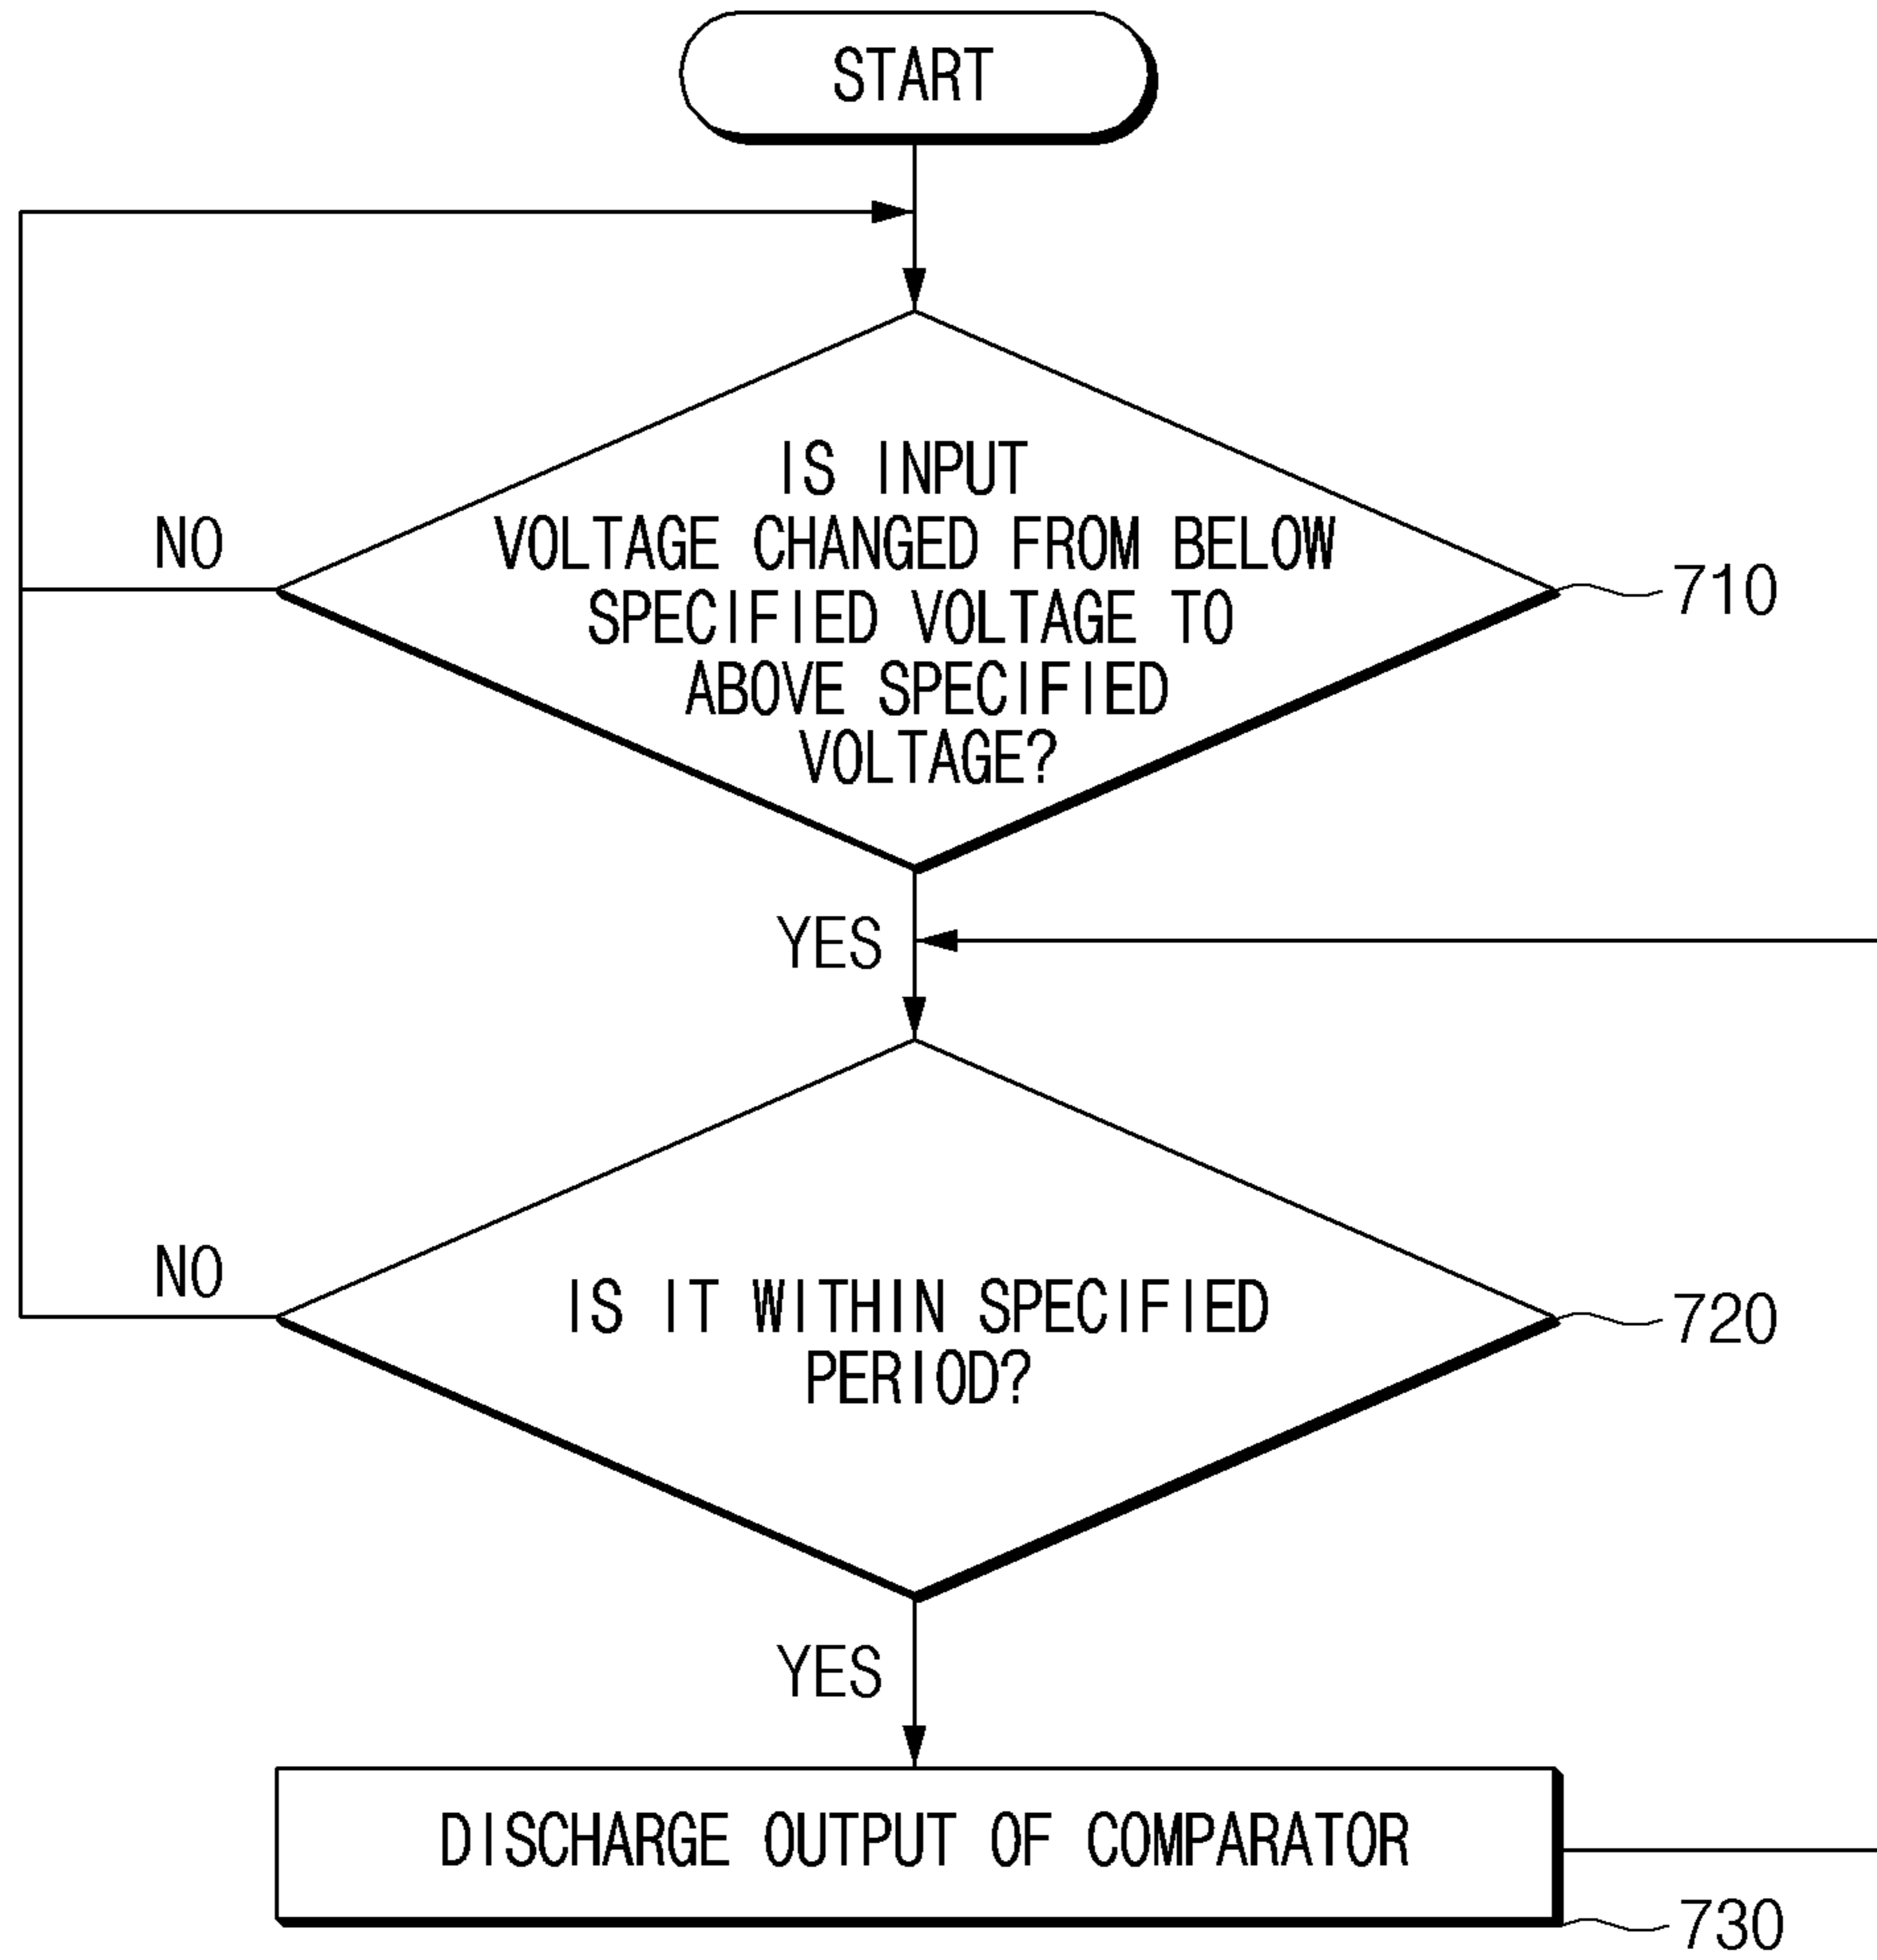 START
IS INPUT
VOLTAGE CHANGED FROM BELOW
SPECIFIED VOLTAGE TO
ABOVE SPECIFIED
VOLTAGE?
NO
710
YES
IS IT WITHIN SPECIFIED
PERIOD?
NO
720
YES
DISCHARGE OUTPUT OF COMPARATOR
730